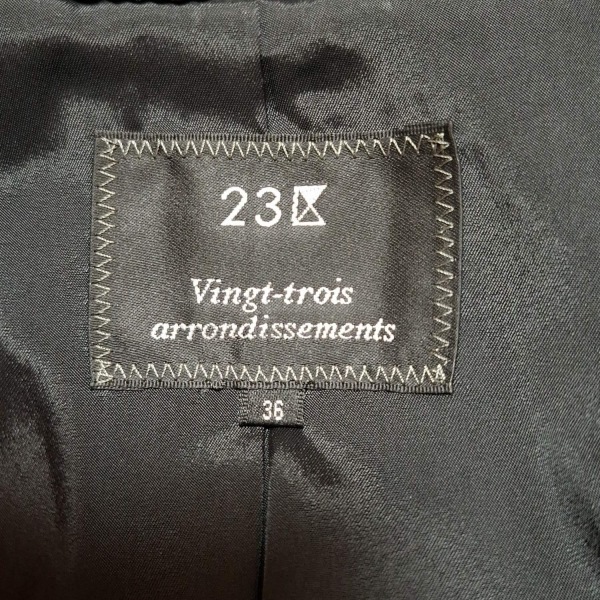 23区
Vingt-trois
arrondissements
36